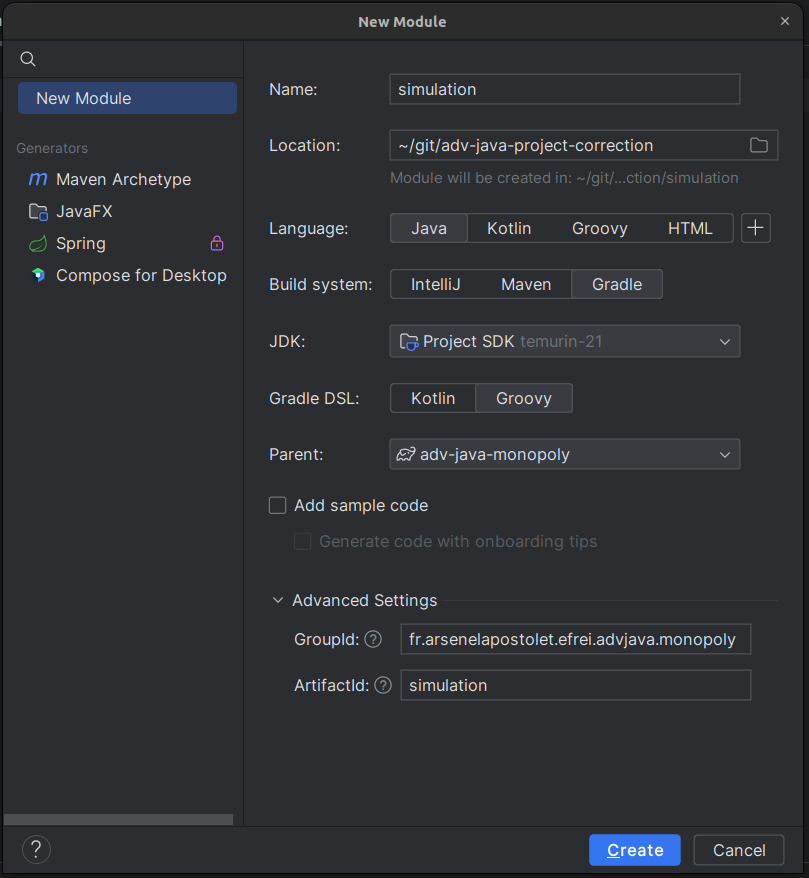 New Module
New Module
Generators
Maven Archetype
JavaFX
Spring
Compose for Desktop
Name: simulation
Location: ~/git/adv-java-project-correction
Module will be created in: ~/git/...ction/simulation
Language: Java Kotlin Groovy HTML
Build system: IntelliJ Maven Gradle
JDK: Project SDK temurin-21
Gradle DSL: Kotlin Groovy
Parent: adv-java-monopoly
Add sample code
Generate code with onboarding tips
Advanced Settings
GroupId: ? fr.arsenelapostolet.efrei.advjava.monopoly
ArtifactId: ? simulation
? Create Cancel